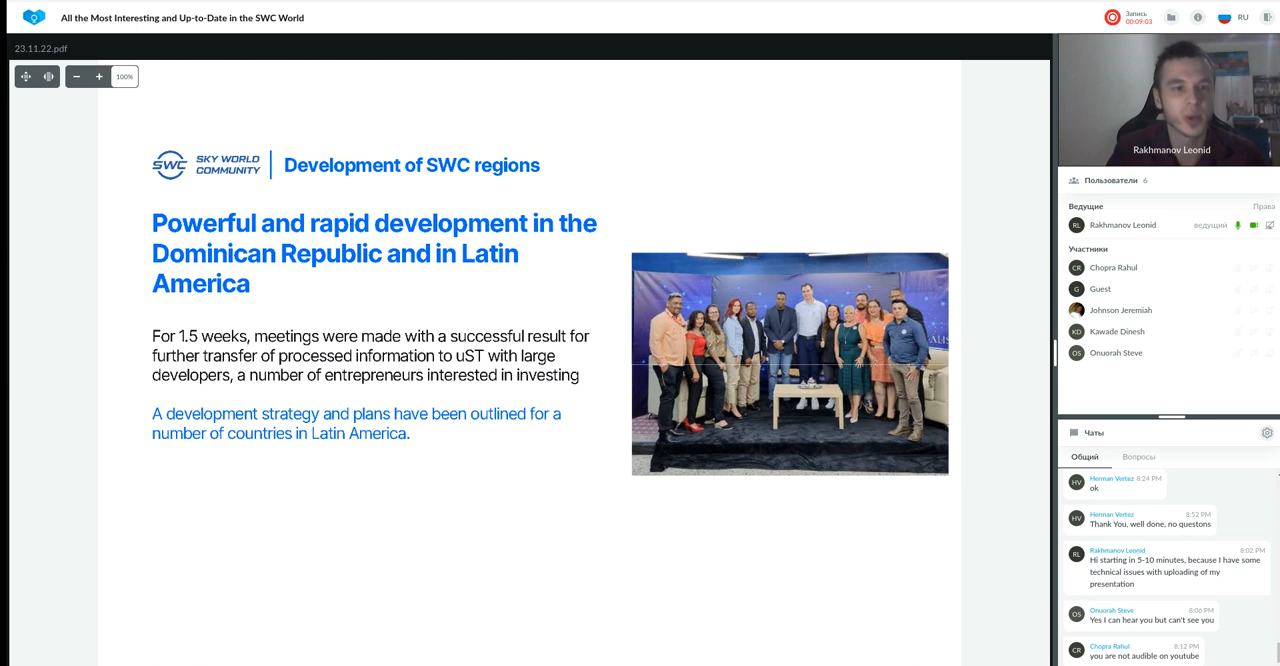 All the Most Interesting and Up-to-Date in the SWC World
Запись
00:09:03
RU
23.11.22.pdf
100%
SWC
SKY WORLD
COMMUNITY
Development of SWC regions
Powerful and rapid development in the
Dominican Republic and in Latin
America
For 1.5 weeks, meetings were made with a successful result for
further transfer of processed information to uST with large
developers, a number of entrepreneurs interested in investing
A development strategy and plans have been outlined for a
number of countries in Latin America.
Rakhmanov Leonid
Пользователи 6
Ведущие Права
RL Rakhmanov Leonid ведущий
Участники
CR Chopra Rahul
G Guest
Johnson Jeremiah
KD Kawade Dinesh
OS Onuorah Steve
Чаты
Общий Вопросы
HV Herman Vertez 8:24 PM
ok
HV Herman Vertez 8:52 PM
Thank You, well done, no questons
RL Rakhmanov Leonid 8:02 PM
Hi starting in 5-10 minutes, because I have some
technical issues with uploading of my
presentation
OS Onuorah Steve 8:06 PM
Yes I can hear you but can't see you
CR Chopra Rahul 8:12 PM
you are not audible on youtube